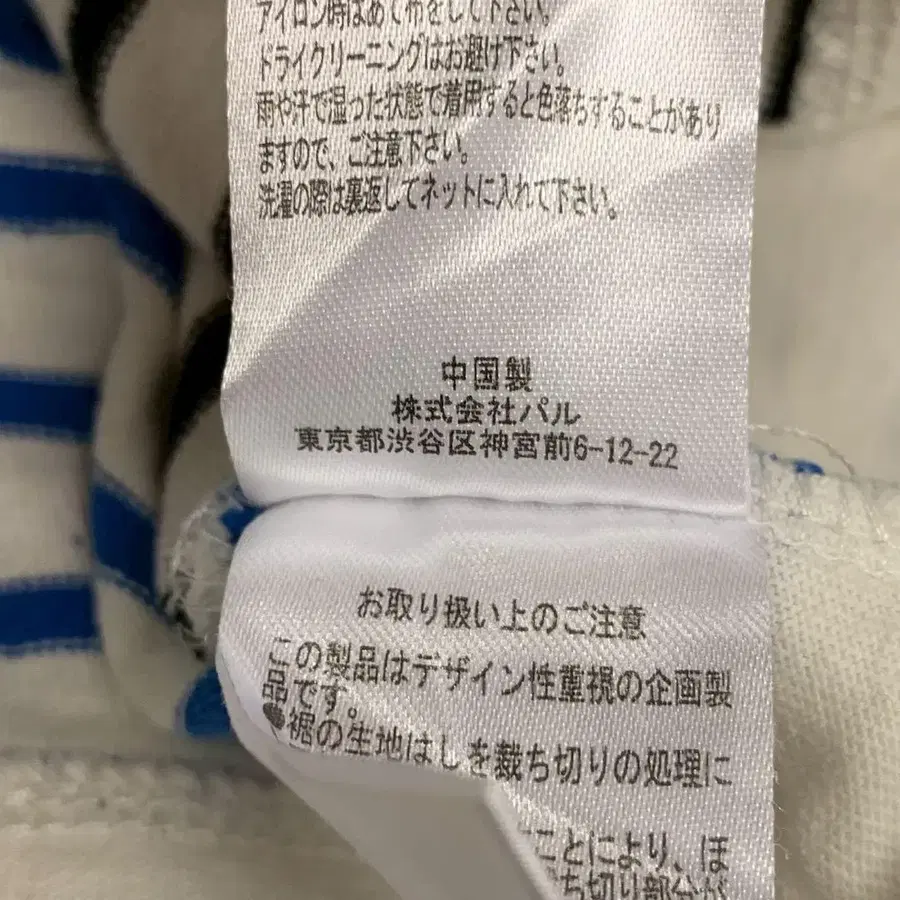 アイロン時はあて布をして下さい。
ドライクリーニングはお避け下さい。
雨や汗で湿った状態で着用すると色落ちすることがあり
ますので、ご注意下さい。
洗濯の際は裏返してネットに入れて下さい。
中国製
株式会社パル
東京都渋谷区神宮前6-12-22
お取り扱い上のご注意
この製品はデザイン性重視の企画製
品です。
●裾の生地はしを裁ち切りの処理に
ことにより、ほ
ち切り部分が